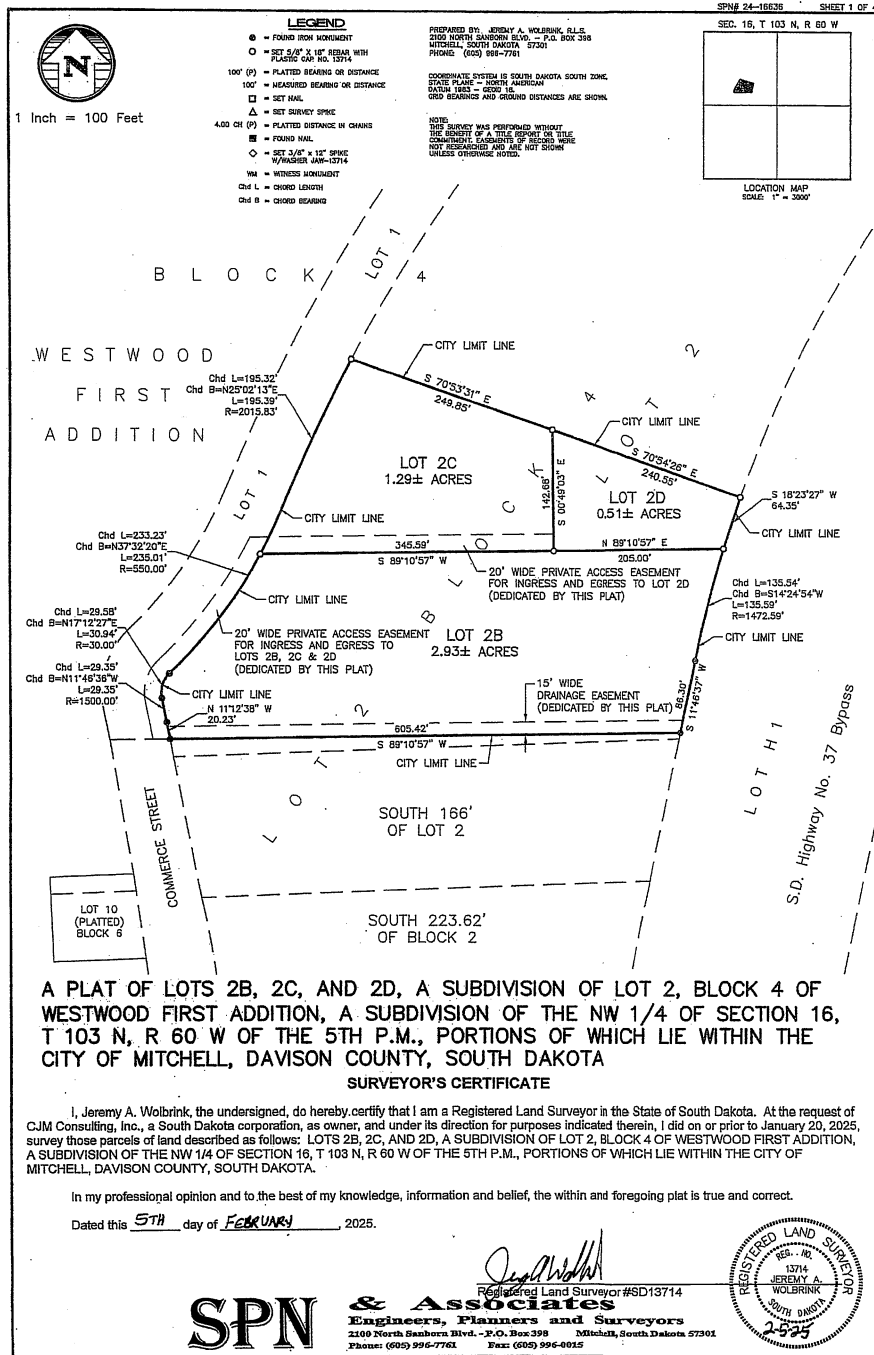 SPN# 24-16636 SHEET 1 OF 4
N
1 Inch = 100 Feet
LEGEND
= FOUND IRON MONUMENT
= SET 5/8" X 18" REBAR WITH
PLASTIC CAP. NO. 13714
100' (P) = PLATTED BEARING OR DISTANCE
100' = MEASURED BEARING OR DISTANCE
= SET NAIL
= SET SURVEY SPIKE
4.00 CH (P) = PLATTED DISTANCE IN CHAINS
= FOUND NAIL
= SET 3/8" x 12" SPIKE
W/WASHER JAW-13714
WM = WITNESS MONUMENT
Chd L = CHORD LENGTH
Chd B = CHORD BEARING
PREPARED BY: JEREMY A. WOLBRINK, R.L.S.
2100 NORTH SANBORN BLVD. – P.O. BOX 398
MITCHELL, SOUTH DAKOTA 57301
PHONE: (605) 996-7761
COORDINATE SYSTEM IS SOUTH DAKOTA SOUTH ZONE,
STATE PLANE – NORTH AMERICAN
DATUM 1983 – GEOID 18.
GRID BEARINGS AND GROUND DISTANCES ARE SHOWN.
NOTE:
THIS SURVEY WAS PERFORMED WITHOUT
THE BENEFIT OF A TITLE REPORT OR TITLE
COMMITMENT. EASEMENTS OF RECORD WERE
NOT RESEARCHED AND ARE NOT SHOWN
UNLESS OTHERWISE NOTED.
SEC. 16, T 103 N, R 60 W
LOCATION MAP
SCALE: 1" = 3000'
BLOCK 4
LOT 1
WESTWOOD
FIRST
ADDITION
CITY LIMIT LINE
S 70°53'31" E
249.85'
Chd L=195.32'
Chd B=N25°02'13"E
L=195.39'
R=2015.83'
CITY LIMIT LINE
S 70°54'26" E
240.55'
BLOCK 4
LOT 2
LOT 2C
1.29± ACRES
142.68'
S 00°49'03" E
LOT 2D
0.51± ACRES
S 18°23'27" W
64.35'
LOT 1
CITY LIMIT LINE
CITY LIMIT LINE
Chd L=233.23'
Chd B=N37°32'20"E
L=235.01'
R=550.00'
345.59'
S 89°10'57" W
N 89°10'57" E
205.00'
20' WIDE PRIVATE ACCESS EASEMENT
FOR INGRESS AND EGRESS TO LOT 2D
(DEDICATED BY THIS PLAT)
CITY LIMIT LINE
Chd L=135.54'
Chd B=S14°24'54"W
L=135.59'
R=1472.59'
Chd L=29.58'
Chd B=N17°12'27"E
L=30.94'
R=30.00'
20' WIDE PRIVATE ACCESS EASEMENT
FOR INGRESS AND EGRESS TO
LOTS 2B, 2C & 2D
(DEDICATED BY THIS PLAT)
LOT 2B
2.93± ACRES
CITY LIMIT LINE
Chd L=29.35'
Chd B=N11°46'36"W
L=29.35'
R=1500.00'
CITY LIMIT LINE
N 11°12'38" W
20.23'
15' WIDE
DRAINAGE EASEMENT
(DEDICATED BY THIS PLAT)
86.30'
S 11°46'37" W
605.42'
S 89°10'57" W
CITY LIMIT LINE
BLOCK 2
LOT
LOT H1
S.D. Highway No. 37 Bypass
COMMERCE STREET
SOUTH 166'
OF LOT 2
LOT 10
(PLATTED)
BLOCK 6
SOUTH 223.62'
OF BLOCK 2
A PLAT OF LOTS 2B, 2C, AND 2D, A SUBDIVISION OF LOT 2, BLOCK 4 OF
WESTWOOD FIRST ADDITION, A SUBDIVISION OF THE NW 1/4 OF SECTION 16,
T 103 N, R 60 W OF THE 5TH P.M., PORTIONS OF WHICH LIE WITHIN THE
CITY OF MITCHELL, DAVISON COUNTY, SOUTH DAKOTA
SURVEYOR'S CERTIFICATE
I, Jeremy A. Wolbrink, the undersigned, do hereby certify that I am a Registered Land Surveyor in the State of South Dakota. At the request of
CJM Consulting, Inc., a South Dakota corporation, as owner, and under its direction for purposes indicated therein, I did on or prior to January 20, 2025,
survey those parcels of land described as follows: LOTS 2B, 2C, AND 2D, A SUBDIVISION OF LOT 2, BLOCK 4 OF WESTWOOD FIRST ADDITION,
A SUBDIVISION OF THE NW 1/4 OF SECTION 16, T 103 N, R 60 W OF THE 5TH P.M., PORTIONS OF WHICH LIE WITHIN THE CITY OF
MITCHELL, DAVISON COUNTY, SOUTH DAKOTA.
In my professional opinion and to the best of my knowledge, information and belief, the within and foregoing plat is true and correct.
Dated this 5TH day of FEBRUARY, 2025.
Registered Land Surveyor #SD13714
REGISTERED LAND SURVEYOR
REG. NO.
13714
JEREMY A.
WOLBRINK
SOUTH DAKOTA
2-5-25
SPN & Associates
Engineers, Planners and Surveyors
2100 North Sanborn Blvd. - P.O. Box 398 Mitchell, South Dakota 57301
Phone: (605) 996-7761 Fax: (605) 996-0015